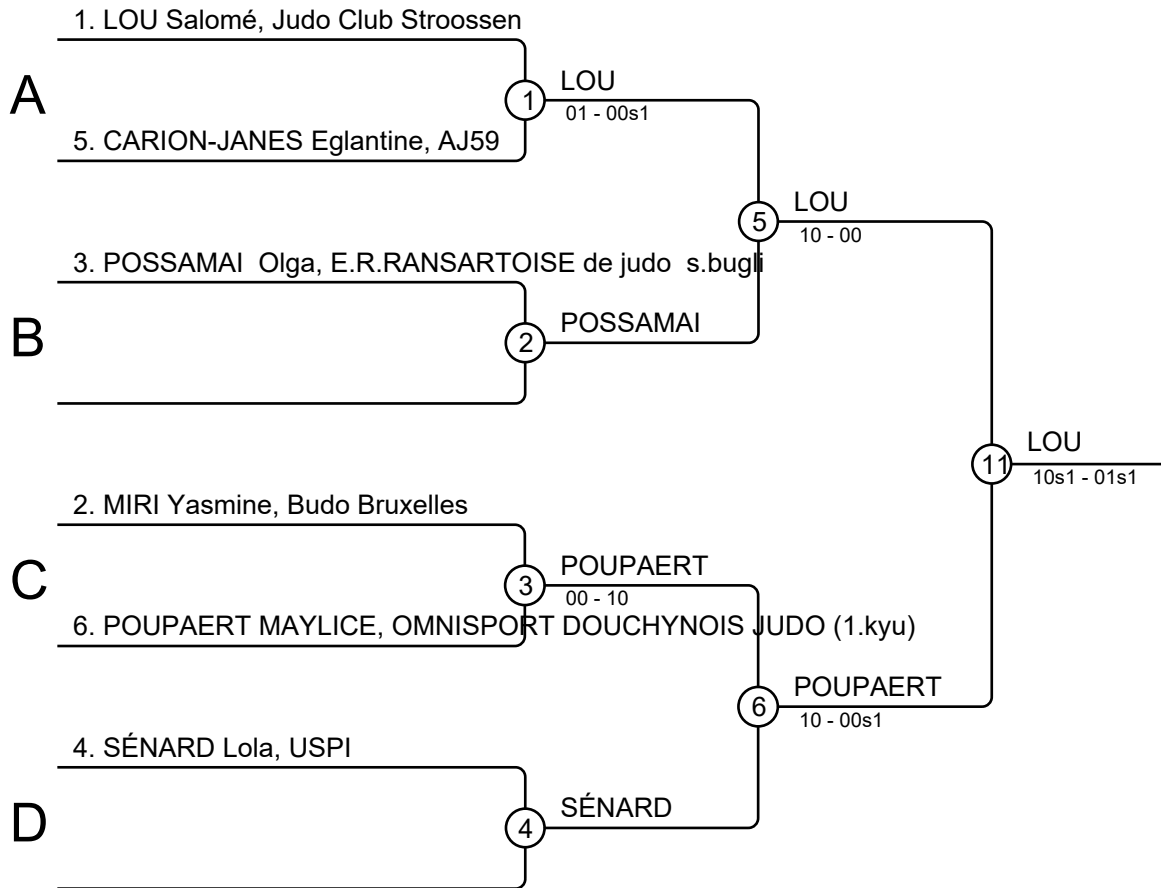 1. LOU Salomé, Judo Club Stroossen
A
1
LOU
01 - 00s1
5. CARION-JANES Eglantine, AJ59
5
LOU
10 - 00
3. POSSAMAI  Olga, E.R.RANSARTOISE de judo  s.bugli
B
2
POSSAMAI
11
LOU
10s1 - 01s1
2. MIRI Yasmine, Budo Bruxelles
C
3
POUPAERT
00 - 10
6. POUPAERT MAYLICE, OMNISPORT DOUCHYNOIS JUDO (1.kyu)
6
POUPAERT
10 - 00s1
4. SÉNARD Lola, USPI
D
4
SÉNARD